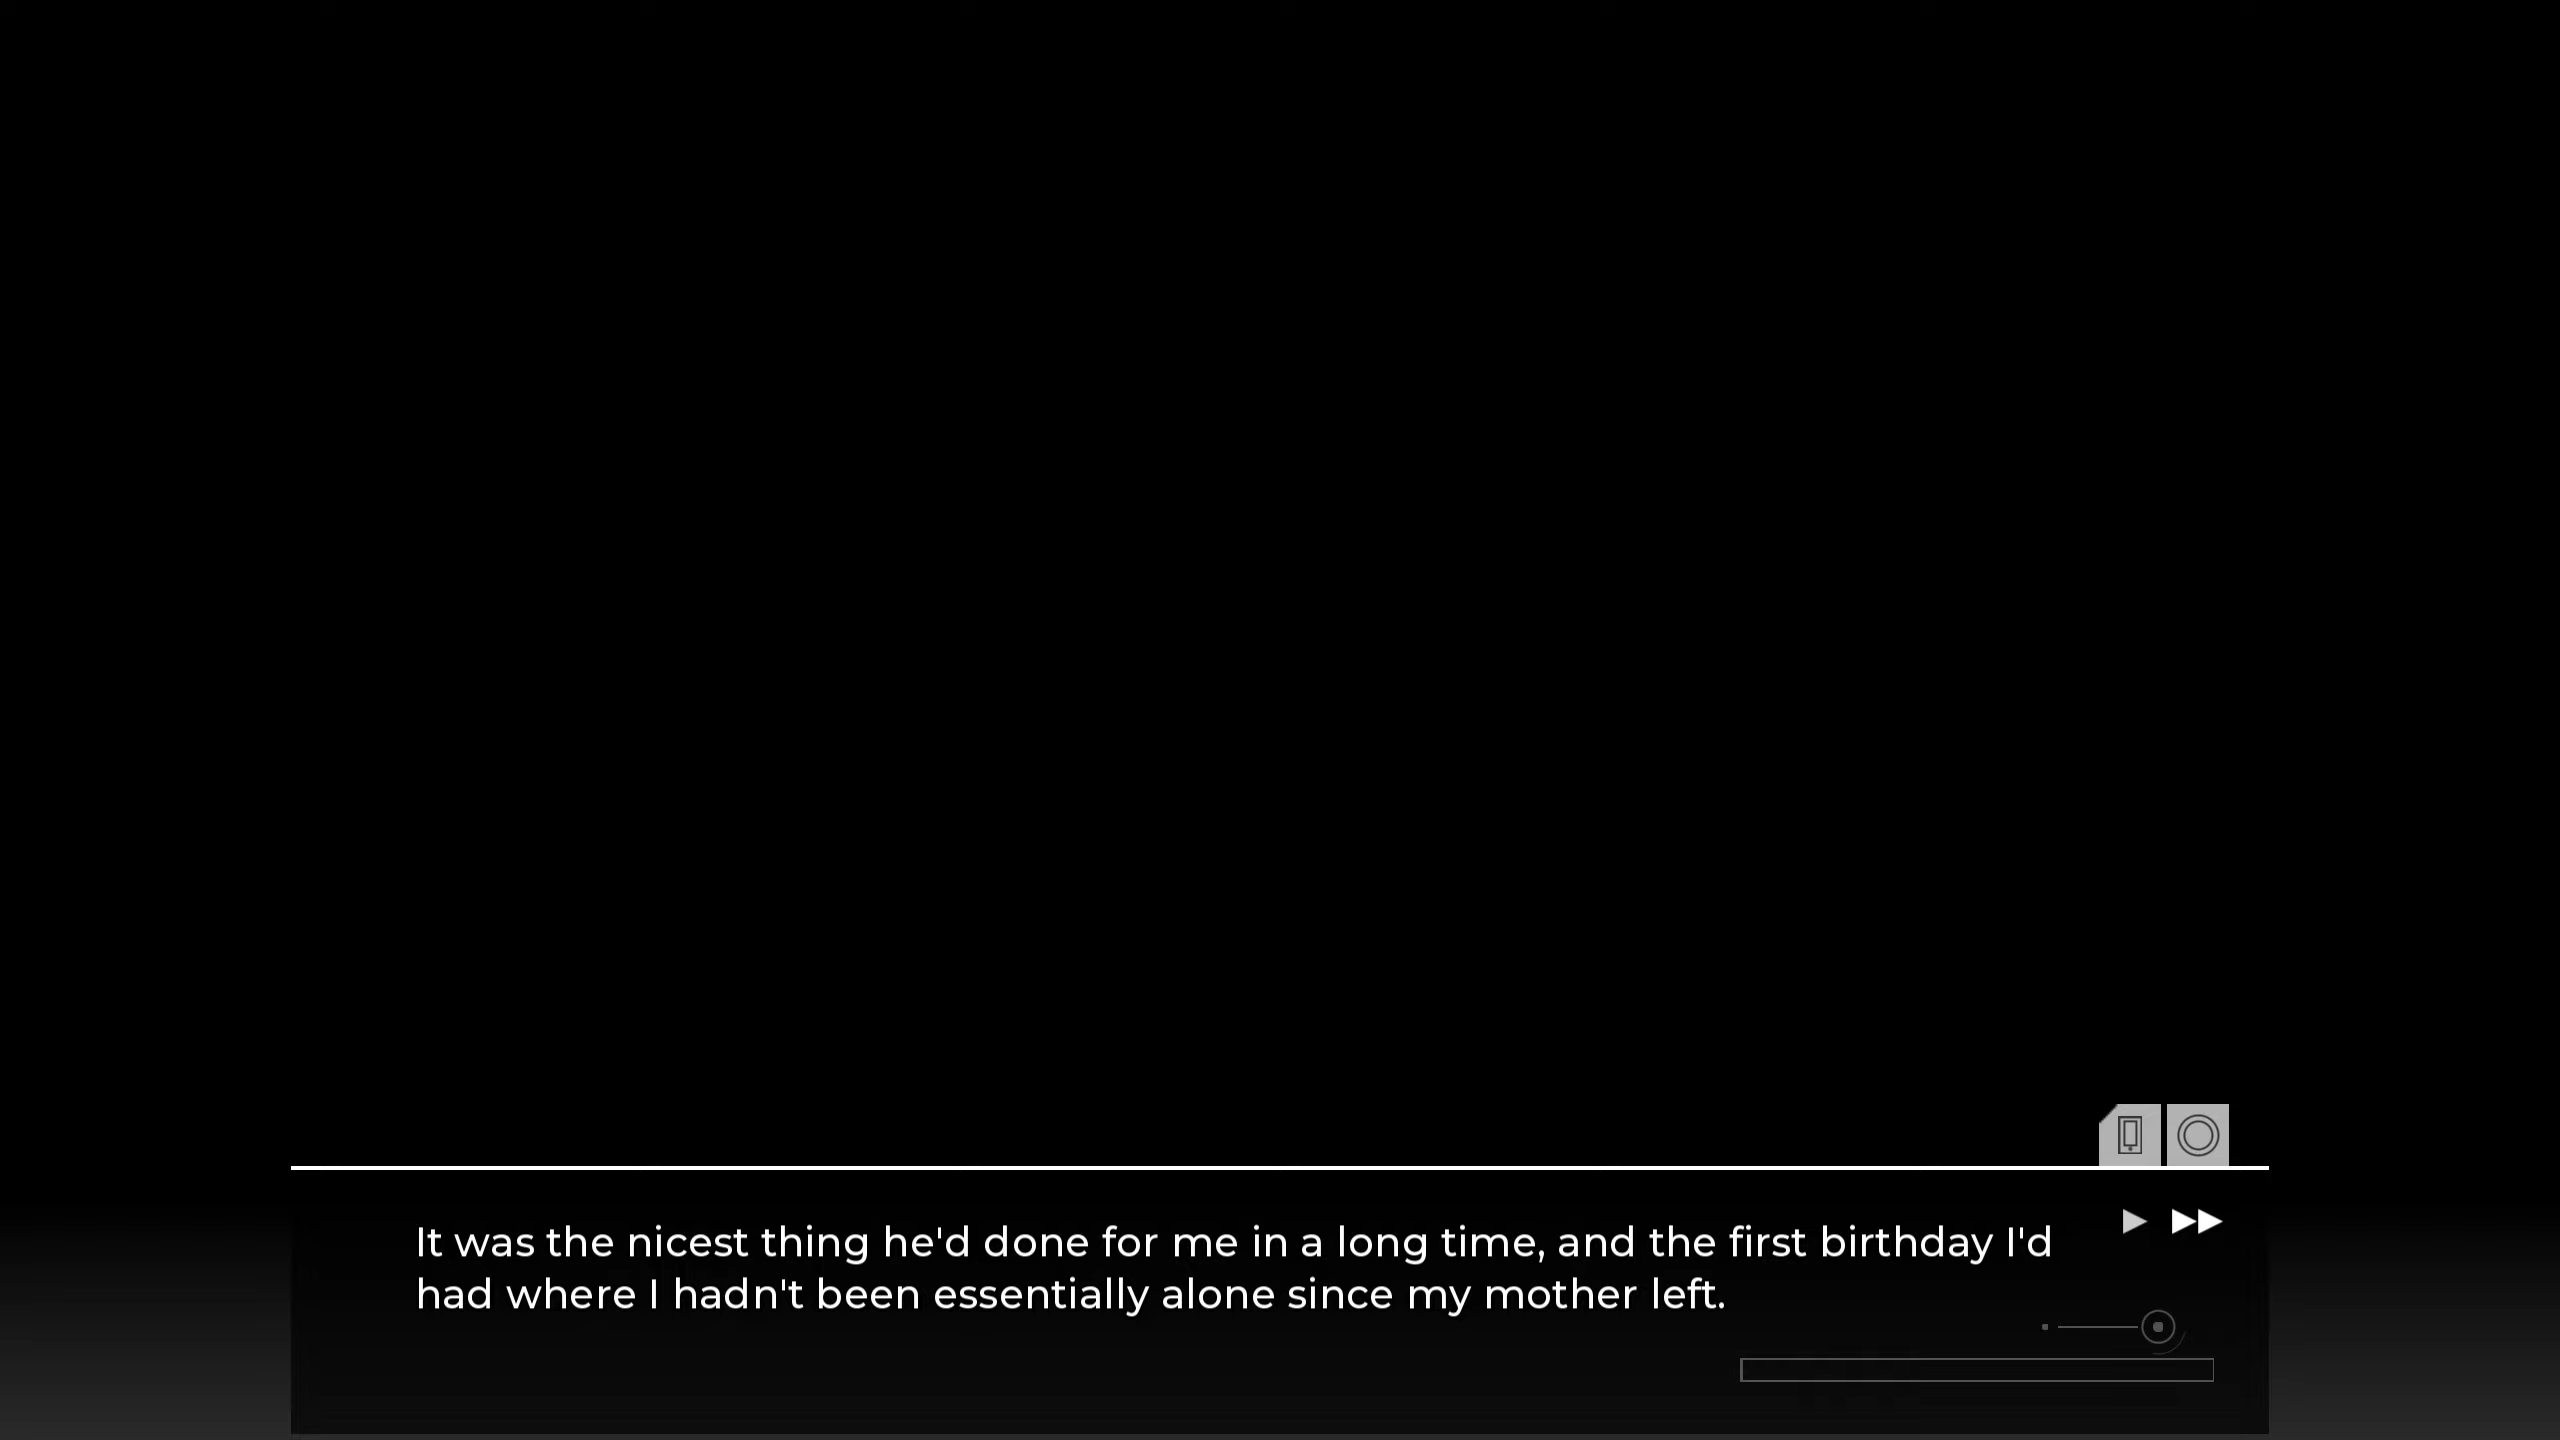 It was the nicest thing he'd done for me in a long time, and the first birthday I'd
had where I hadn't been essentially alone since my mother left.